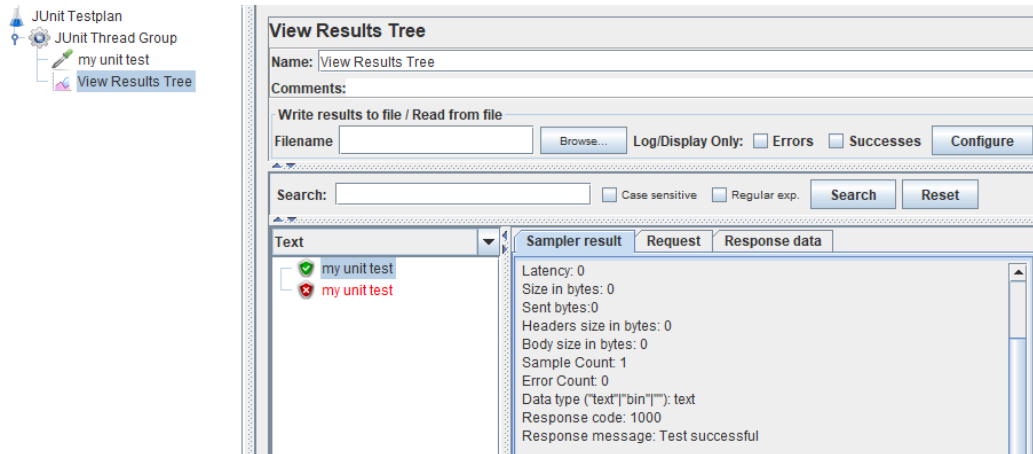 JUnit Testplan
JUnit Thread Group
my unit test
View Results Tree
View Results Tree
Name: View Results Tree
Comments:
Write results to file / Read from file
Filename Browse... Log/Display Only: Errors Successes Configure
Search: Case sensitive Regular exp. Search Reset
Text
my unit test
my unit test
Sampler result Request Response data
Latency: 0
Size in bytes: 0
Sent bytes:0
Headers size in bytes: 0
Body size in bytes: 0
Sample Count: 1
Error Count: 0
Data type ("text"|"bin"|""): text
Response code: 1000
Response message: Test successful